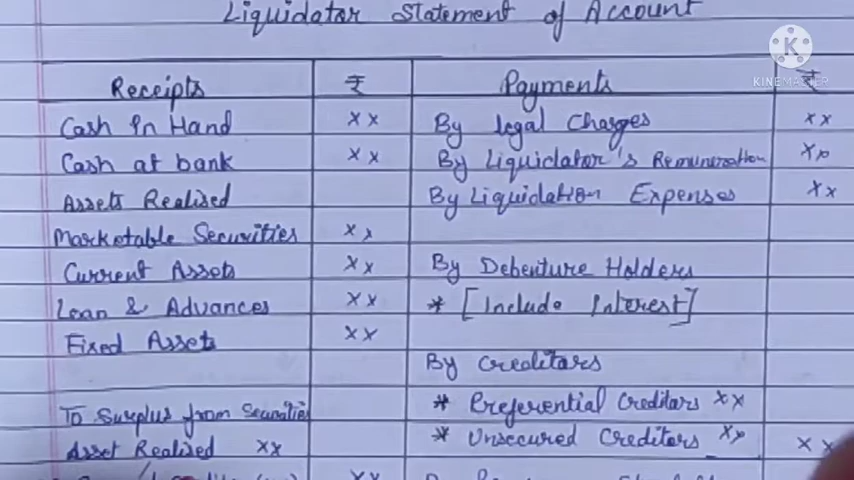 Liquidator Statement of Account
K
KINEMASTER
Receipts ₹ Payments ₹
Cash In Hand xx By legal Charges xx
Cash at bank xx By Liquidator's Remuneration xx
Assets Realised By Liquidation Expenses xx
Marketable Securities xx
Current Assets xx By Debenture Holders
Loan & Advances xx * [Include Interest]
Fixed Assets xx
By Creditors
To Surplus from Securities * Preferential Creditors xx
Asset Realised xx * Unsecured Creditors xx xx
xx